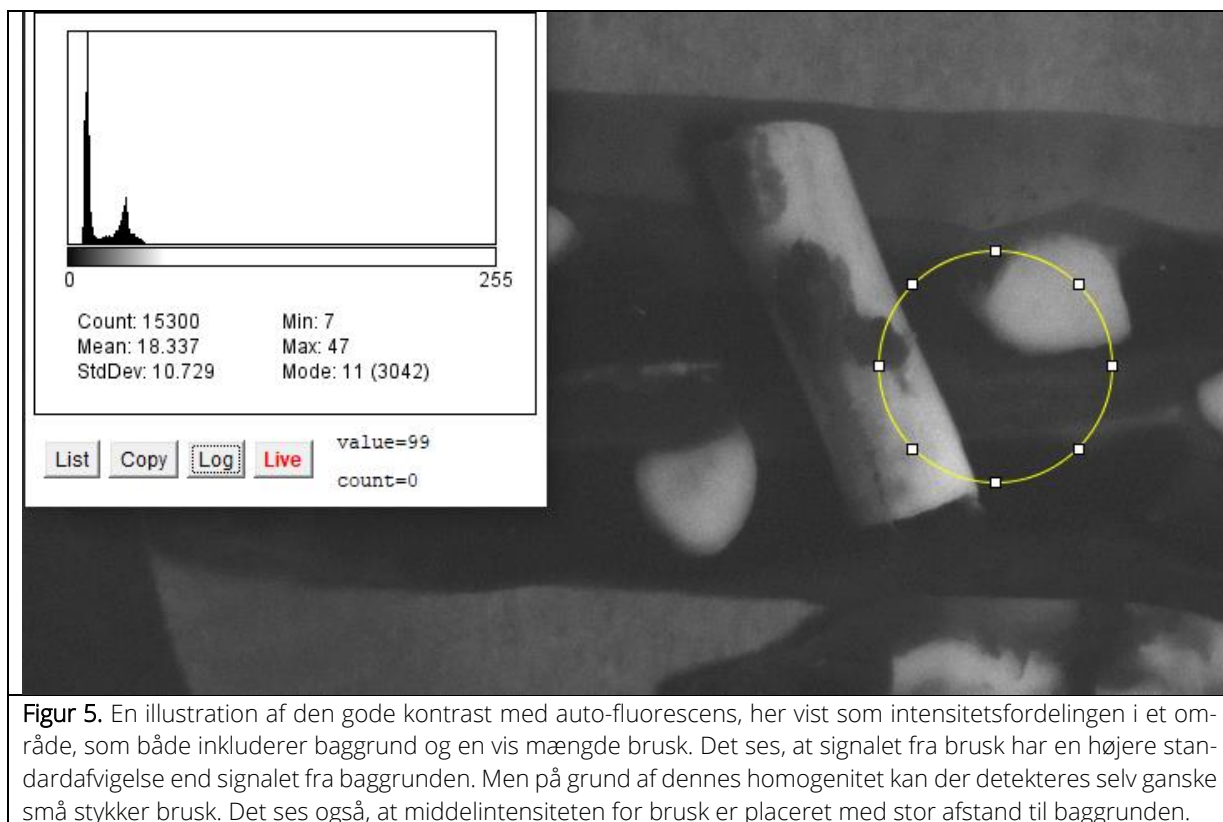 0 255
Count: 15300 Min: 7
Mean: 18.337 Max: 47
StdDev: 10.729 Mode: 11 (3042)
List Copy Log Live value=99
count=0
Figur 5. En illustration af den gode kontrast med auto-fluorescens, her vist som intensitetsfordelingen i et om-
råde, som både inkluderer baggrund og en vis mængde brusk. Det ses, at signalet fra brusk har en højere stan-
dardafvigelse end signalet fra baggrunden. Men på grund af dennes homogenitet kan der detekteres selv ganske
små stykker brusk. Det ses også, at middelintensiteten for brusk er placeret med stor afstand til baggrunden.